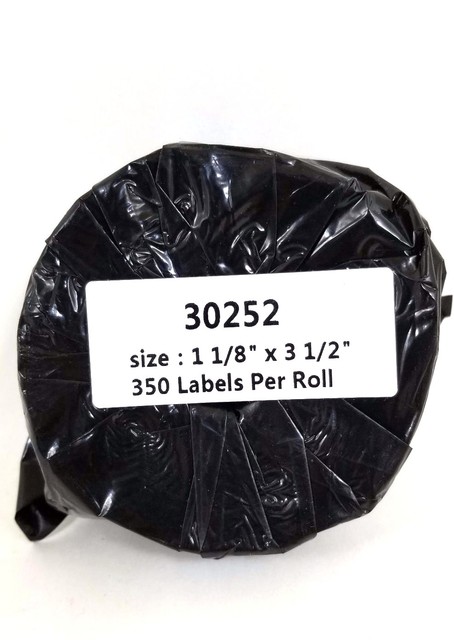 30252
size : 1 1/8" x 3 1/2"
350 Labels Per Roll